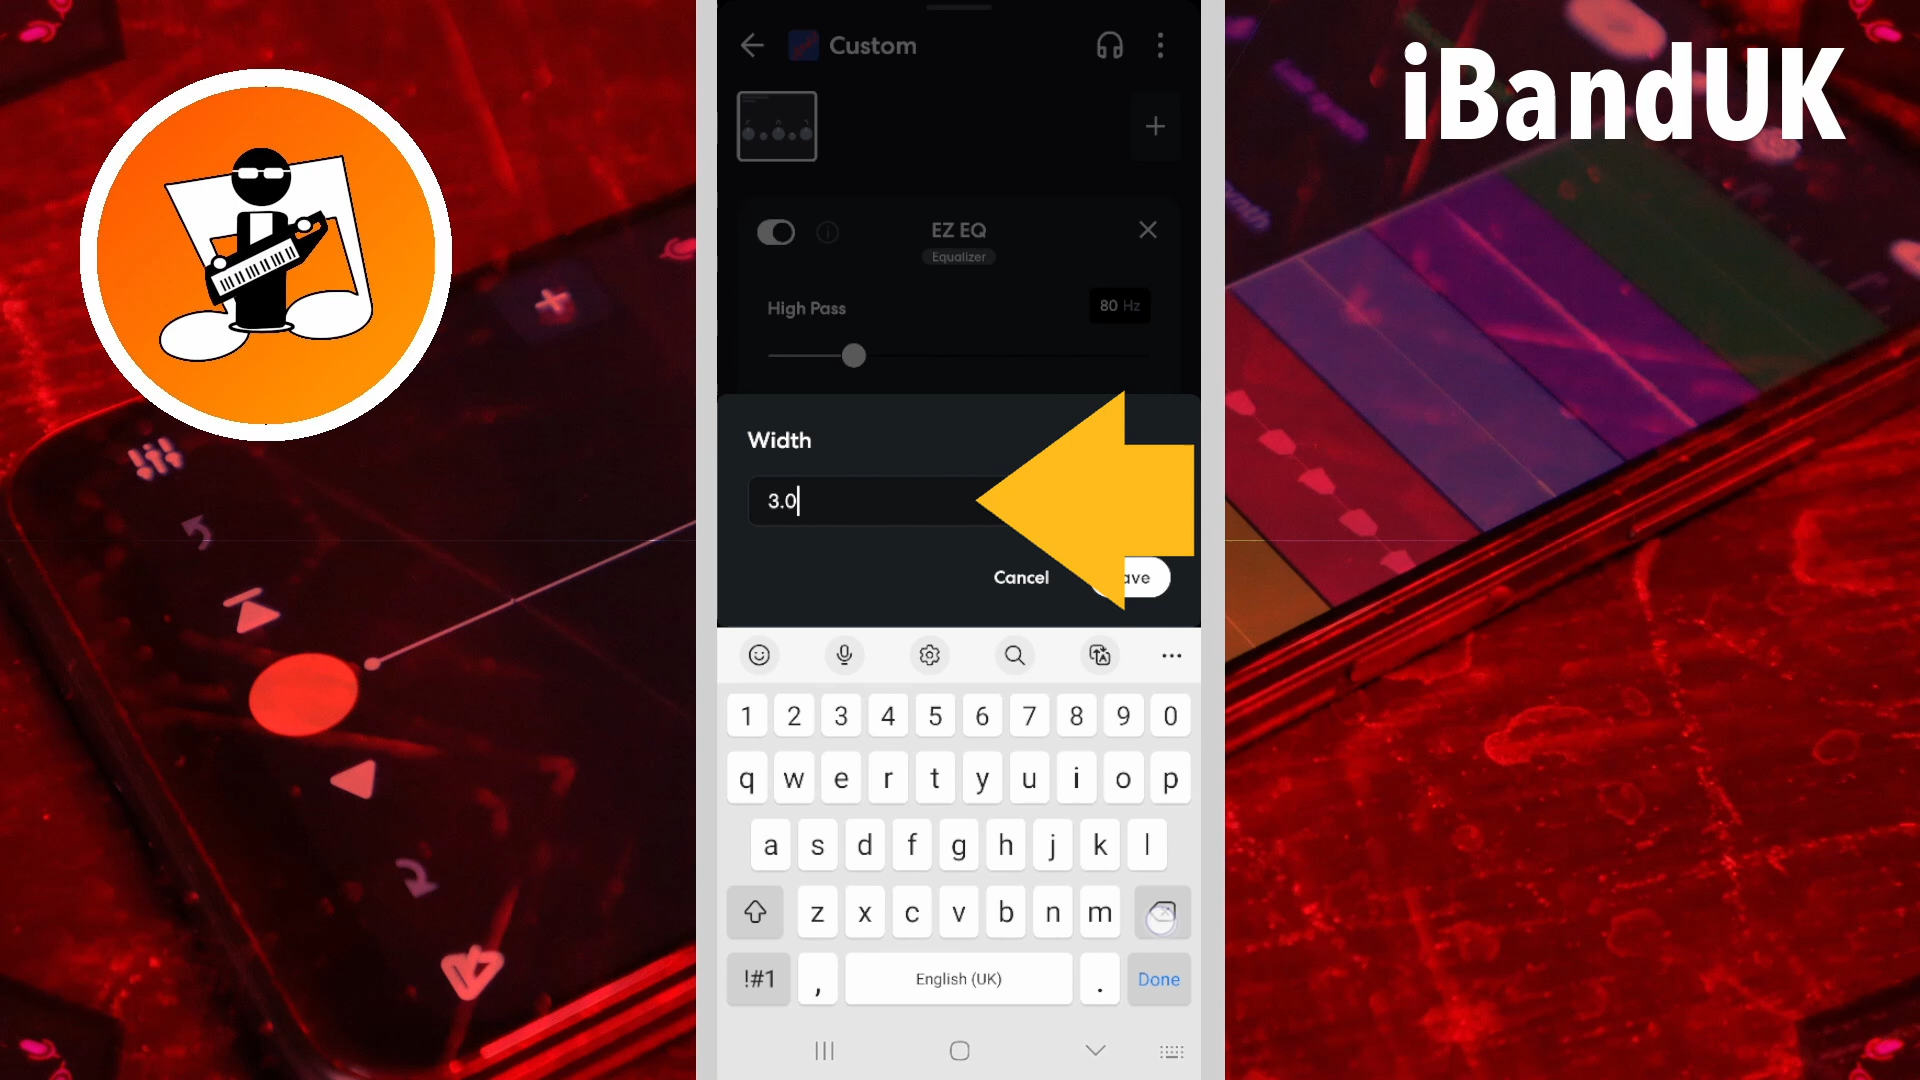 iBandUK
Custom
EZ EQ
Equalizer
High Pass
80 Hz
Width
3.0
Cancel
ave
1 2 3 4 5 6 7 8 9 0
q w e r t y u i o p
a s d f g h j k l
z x c v b n m
!#1 , English (UK) . Done